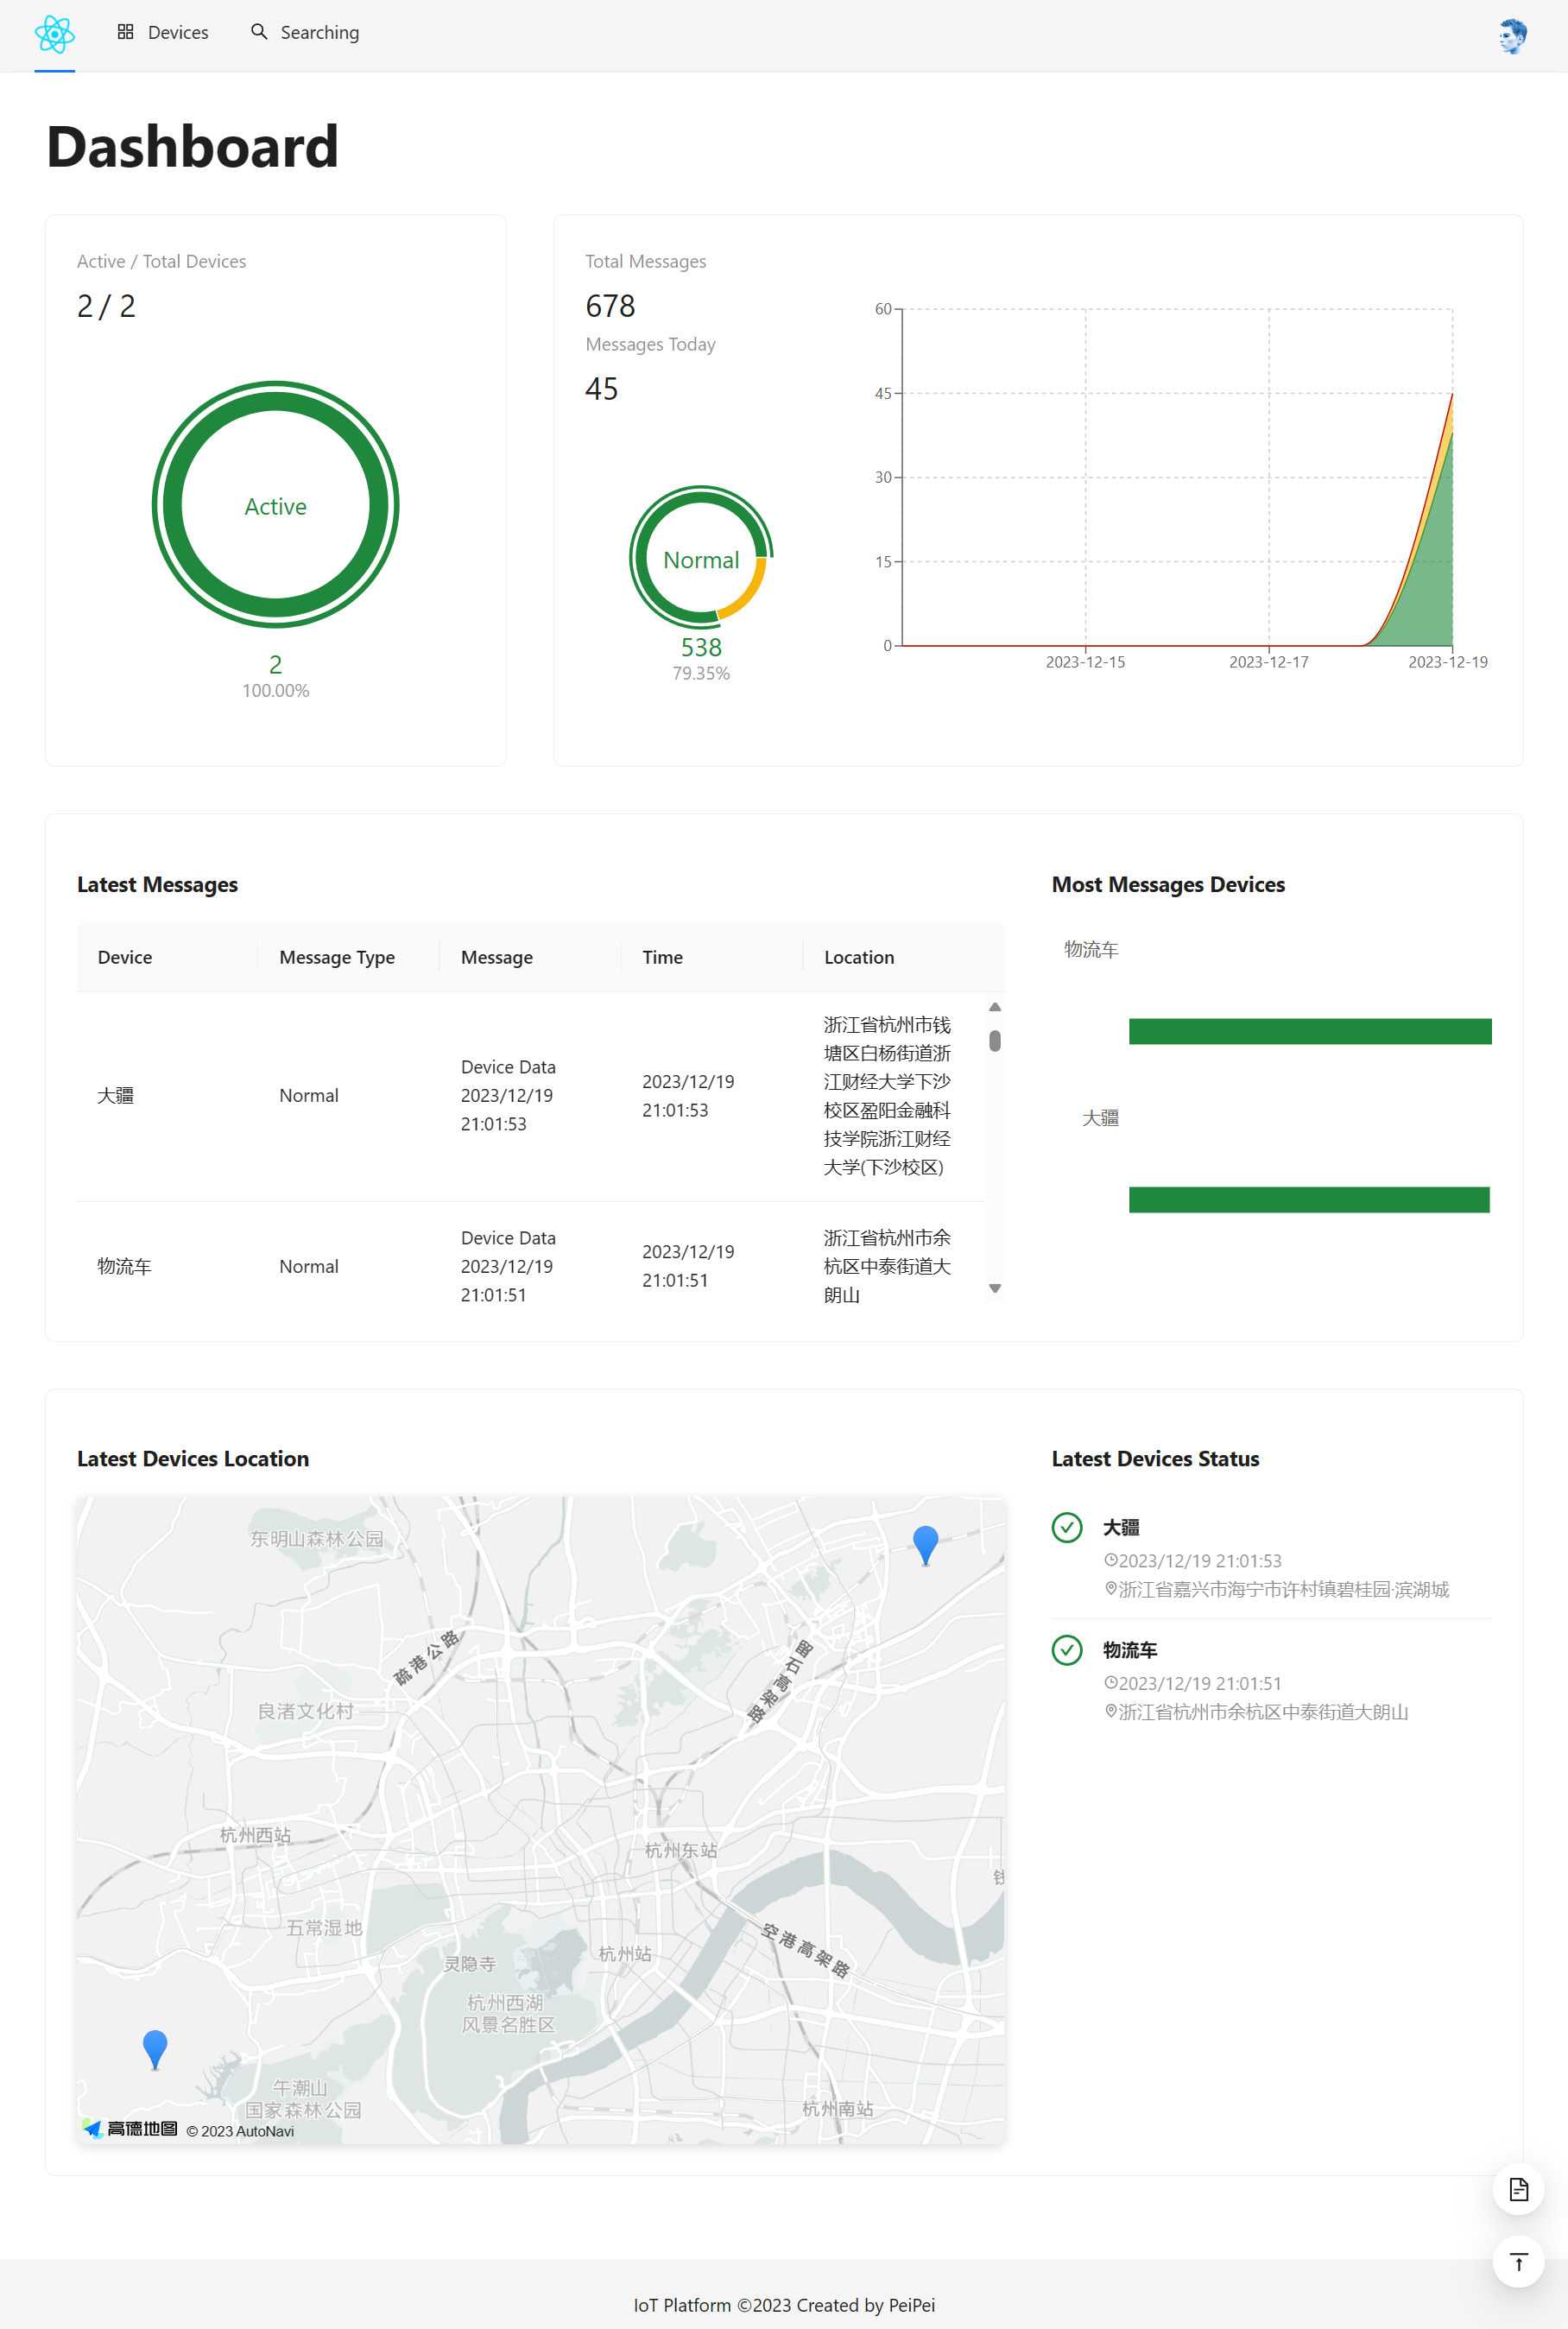 Devices
Searching
Dashboard
Active / Total Devices
2 / 2
Active
2
100.00%
Total Messages
678
Messages Today
45
Normal
538
79.35%
60
45
30
15
0
2023-12-15
2023-12-17
2023-12-19
Latest Messages
Device
Message Type
Message
Time
Location
大疆
Normal
Device Data
2023/12/19
21:01:53
2023/12/19
21:01:53
浙江省杭州市钱
塘区白杨街道浙
江财经大学下沙
校区盈阳金融科
技学院浙江财经
大学(下沙校区)
物流车
Normal
Device Data
2023/12/19
21:01:51
2023/12/19
21:01:51
浙江省杭州市余
杭区中泰街道大
朗山
Most Messages Devices
物流车
大疆
Latest Devices Location
东明山森林公园
疏港公路
留石高架路
良渚文化村
杭州西站
杭州东站
钱
五常湿地
空港高架路
灵隐寺
杭州站
杭州西湖
风景名胜区
午潮山
国家森林公园
杭州南站
高德地图 © 2023 AutoNavi
Latest Devices Status
大疆
2023/12/19 21:01:53
浙江省嘉兴市海宁市许村镇碧桂园·滨湖城
物流车
2023/12/19 21:01:51
浙江省杭州市余杭区中泰街道大朗山
IoT Platform ©2023 Created by PeiPei